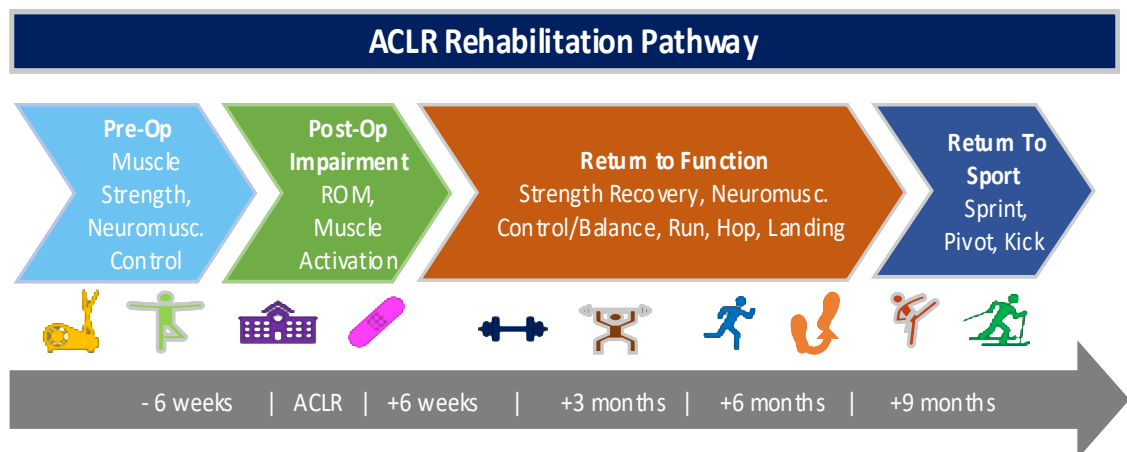 ACLR Rehabilitation Pathway
Pre-Op
Muscle
Strength,
Neuromusc.
Control
Post-Op
Impairment
ROM,
Muscle
Activation
Return to Function
Strength Recovery, Neuromusc.
Control/Balance, Run, Hop, Landing
Return To
Sport
Sprint,
Pivot, Kick
- 6 weeks | ACLR | +6 weeks | +3 months | +6 months | +9 months